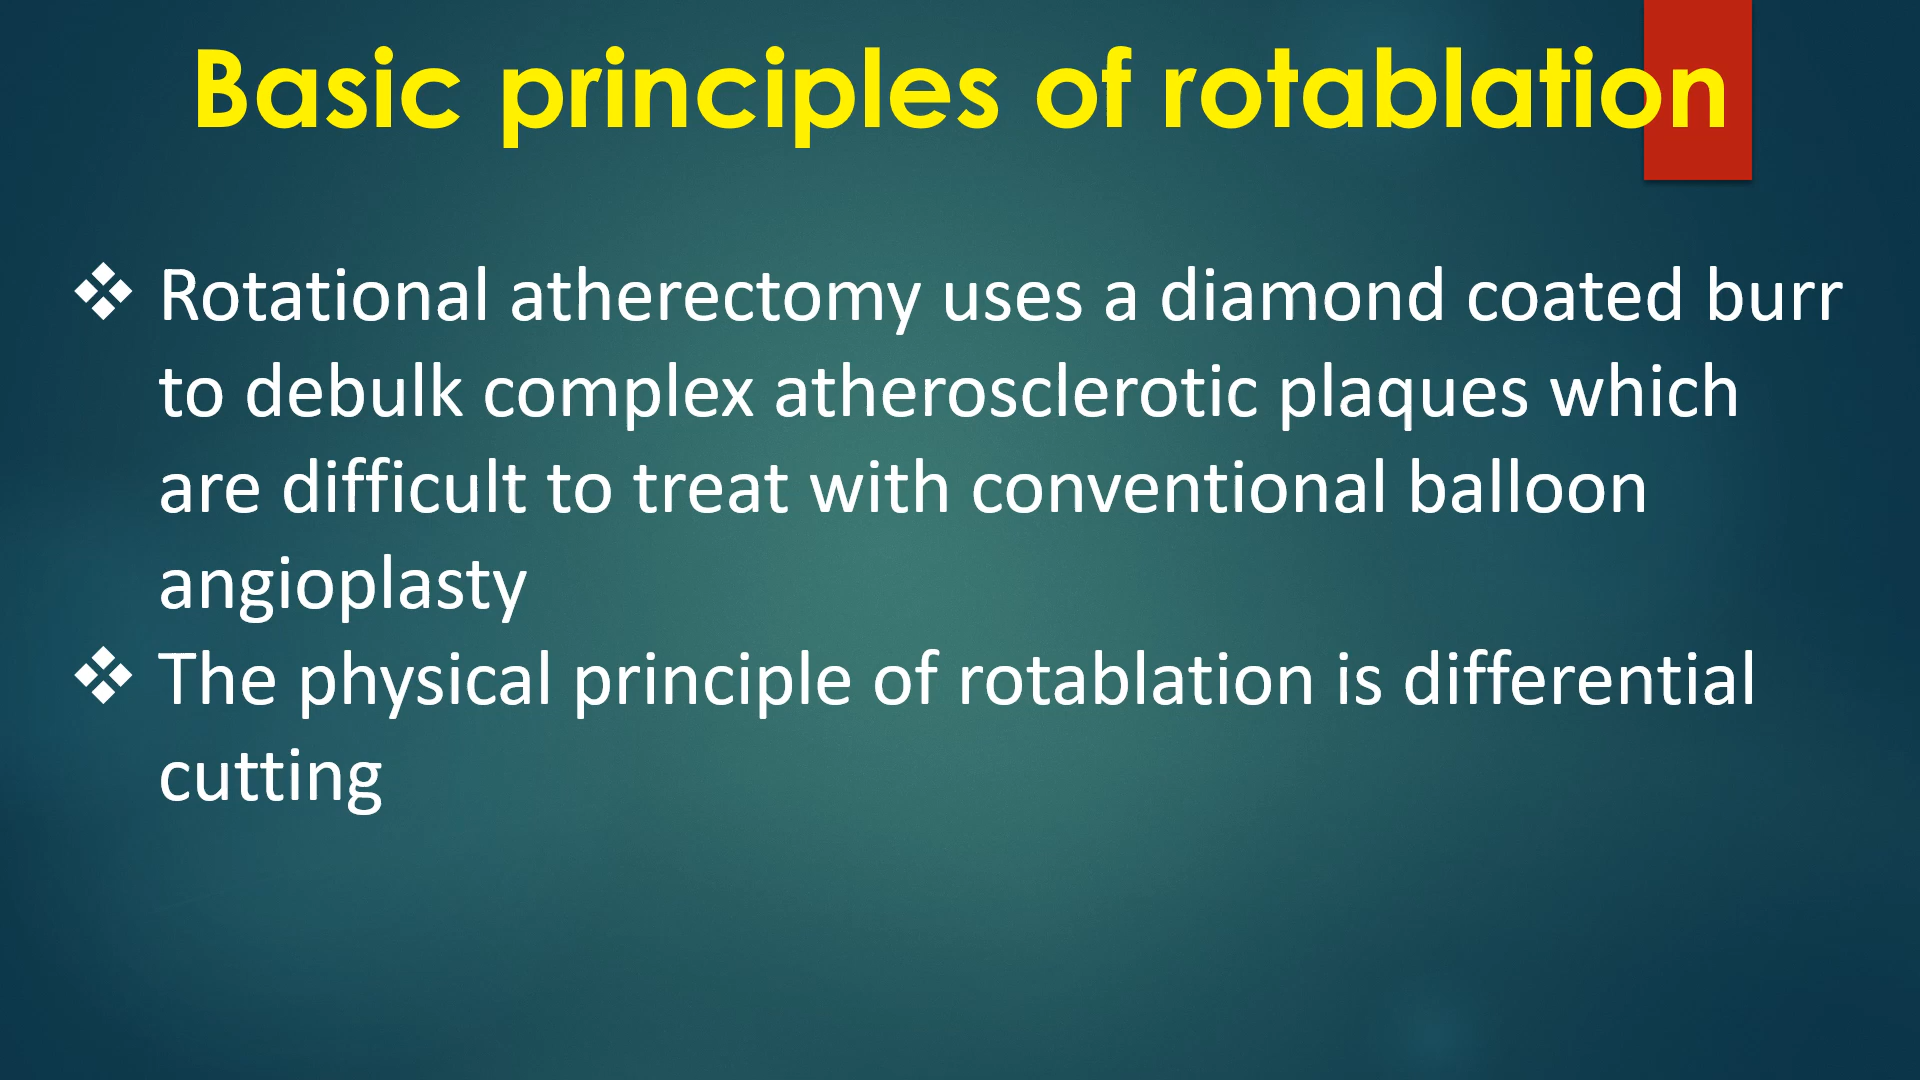 Basic principles of rotablation
❖ Rotational atherectomy uses a diamond coated burr
to debulk complex atherosclerotic plaques which
are difficult to treat with conventional balloon
angioplasty
❖ The physical principle of rotablation is differential
cutting